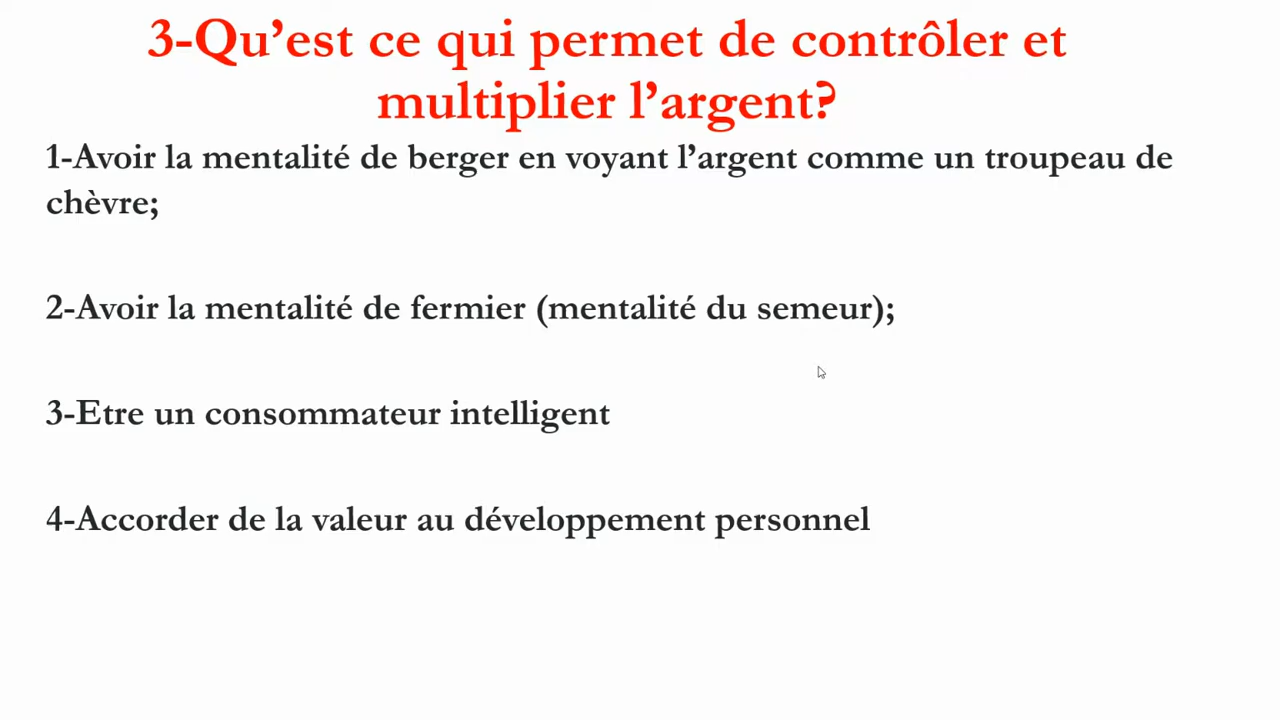 3-Qu’est ce qui permet de contrôler et
multiplier l’argent?
1-Avoir la mentalité de berger en voyant l’argent comme un troupeau de
chèvre;
2-Avoir la mentalité de fermier (mentalité du semeur);
3-Etre un consommateur intelligent
4-Accorder de la valeur au développement personnel